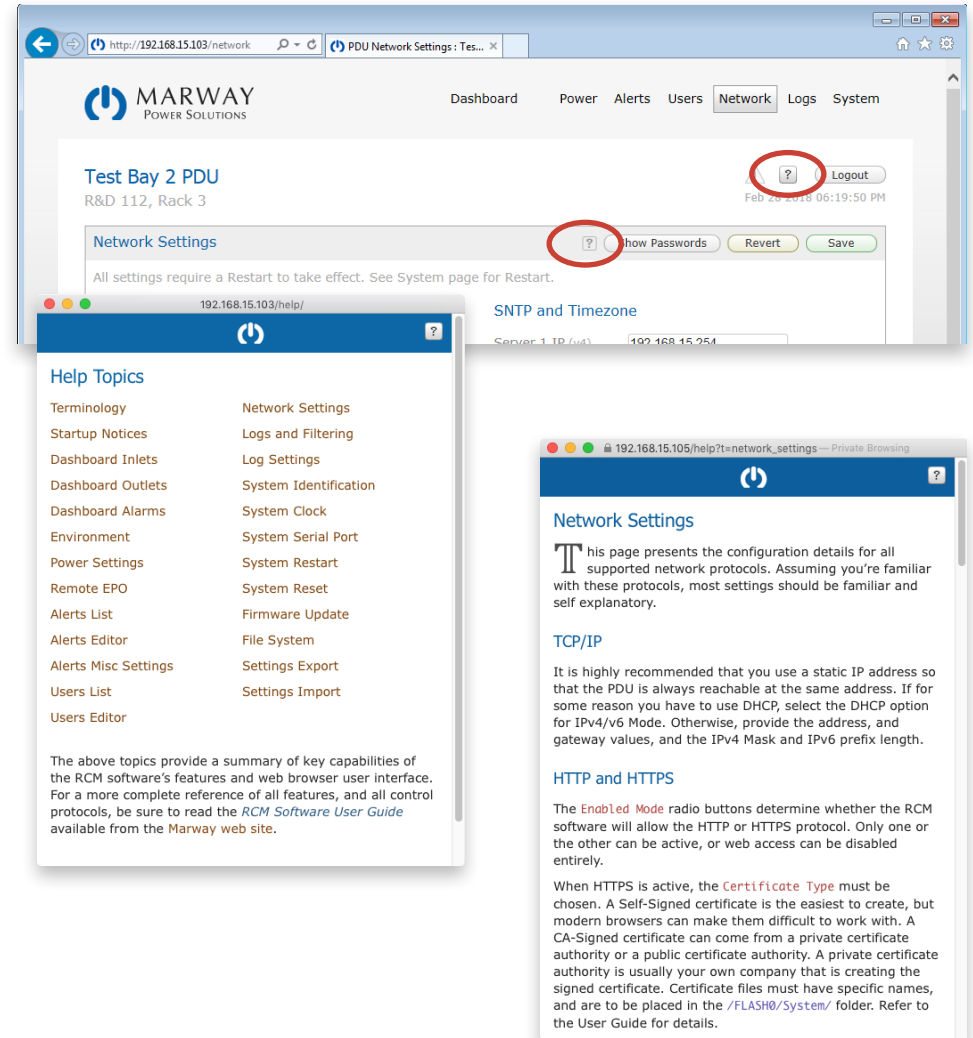 http://192.168.15.103/network
PDU Network Settings : Tes...
MARWAY
POWER SOLUTIONS
Dashboard Power Alerts Users Network Logs System
Test Bay 2 PDU
? Logout
R&D 112, Rack 3
Feb 28 2018 06:19:50 PM
Network Settings
? Show Passwords Revert Save
All settings require a Restart to take effect. See System page for Restart.
SNTP and Timezone
Server 1 IP (v4) 192.168.15.254
192.168.15.103/help/
?
Help Topics
Terminology
Startup Notices
Dashboard Inlets
Dashboard Outlets
Dashboard Alarms
Environment
Power Settings
Remote EPO
Alerts List
Alerts Editor
Alerts Misc Settings
Users List
Users Editor
Network Settings
Logs and Filtering
Log Settings
System Identification
System Clock
System Serial Port
System Restart
System Reset
Firmware Update
File System
Settings Export
Settings Import
The above topics provide a summary of key capabilities of
the RCM software's features and web browser user interface.
For a more complete reference of all features, and all control
protocols, be sure to read the RCM Software User Guide
available from the Marway web site.
192.168.15.105/help?t=network_settings — Private Browsing
?
Network Settings
This page presents the configuration details for all
supported network protocols. Assuming you're familiar
with these protocols, most settings should be familiar and
self explanatory.
TCP/IP
It is highly recommended that you use a static IP address so
that the PDU is always reachable at the same address. If for
some reason you have to use DHCP, select the DHCP option
for IPv4/v6 Mode. Otherwise, provide the address, and
gateway values, and the IPv4 Mask and IPv6 prefix length.
HTTP and HTTPS
The Enabled Mode radio buttons determine whether the RCM
software will allow the HTTP or HTTPS protocol. Only one or
the other can be active, or web access can be disabled
entirely.
When HTTPS is active, the Certificate Type must be
chosen. A Self-Signed certificate is the easiest to create, but
modern browsers can make them difficult to work with. A
CA-Signed certificate can come from a private certificate
authority or a public certificate authority. A private certificate
authority is usually your own company that is creating the
signed certificate. Certificate files must have specific names,
and are to be placed in the /FLASH0/System/ folder. Refer to
the User Guide for details.